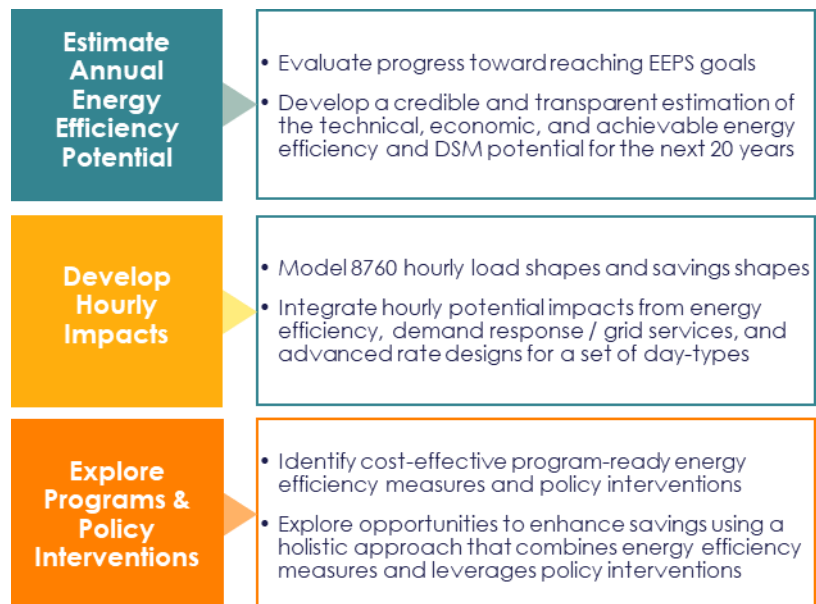 Estimate
Annual
Energy
Efficiency
Potential
• Evaluate progress toward reaching EEPS goals
• Develop a credible and transparent estimation of
the technical, economic, and achievable energy
efficiency and DSM potential for the next 20 years
Develop
Hourly
Impacts
• Model 8760 hourly load shapes and savings shapes
• Integrate hourly potential impacts from energy
efficiency, demand response / grid services, and
advanced rate designs for a set of day-types
Explore
Programs &
Policy
Interventions
• Identify cost-effective program-ready energy
efficiency measures and policy interventions
• Explore opportunities to enhance savings using a
holistic approach that combines energy efficiency
measures and leverages policy interventions